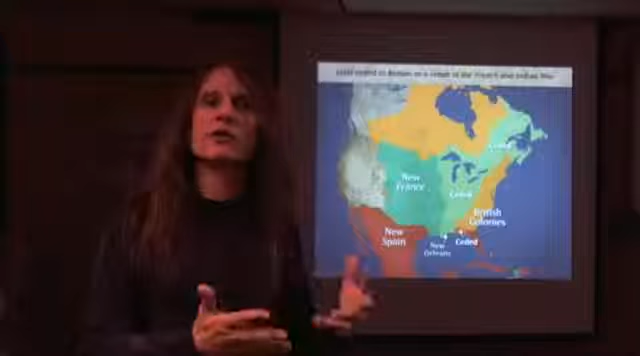 Land ceded to Britain as a result of the French and Indian War
Ceded
New
France
Ceded
British
Colonies
New
Spain
New
Orleans
Ceded